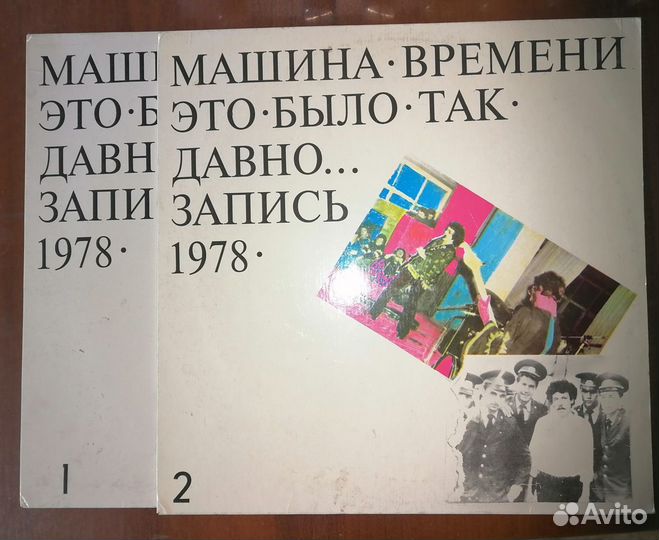 МАШИ
ЭТО·Б
ДАВН
ЗАПИ
1978·
1
МАШИНА·ВРЕМЕНИ
ЭТО·БЫЛО·ТАК·
ДАВНО...
ЗАПИСЬ
1978·
2
Avito